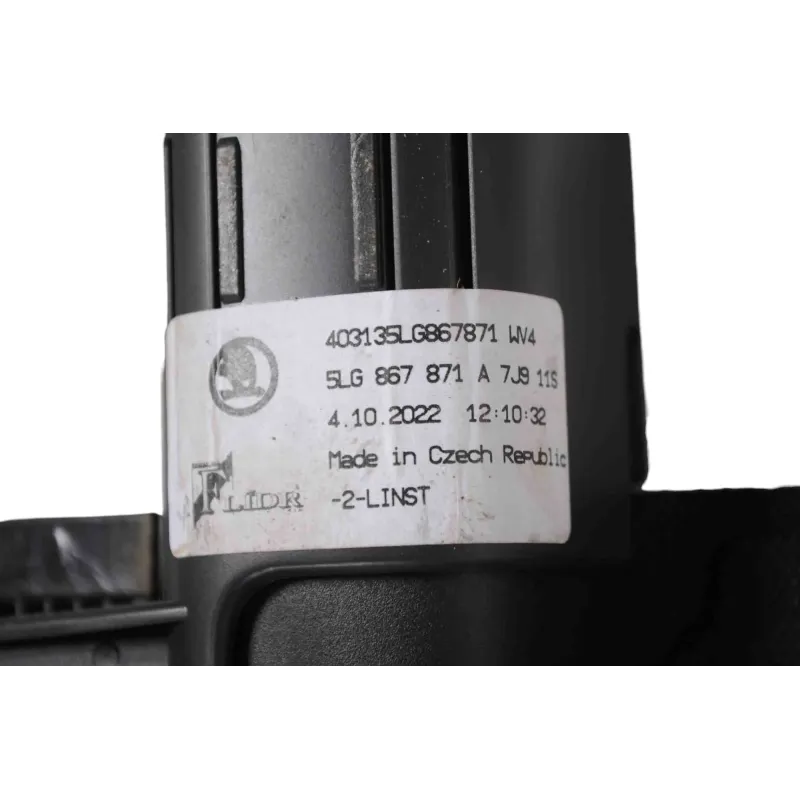 403135LG867871 WV4
5LG 867 871 A 7J9 11S
4.10.2022 12:10:32
Made in Czech Republic
FLIDR -2-LINST